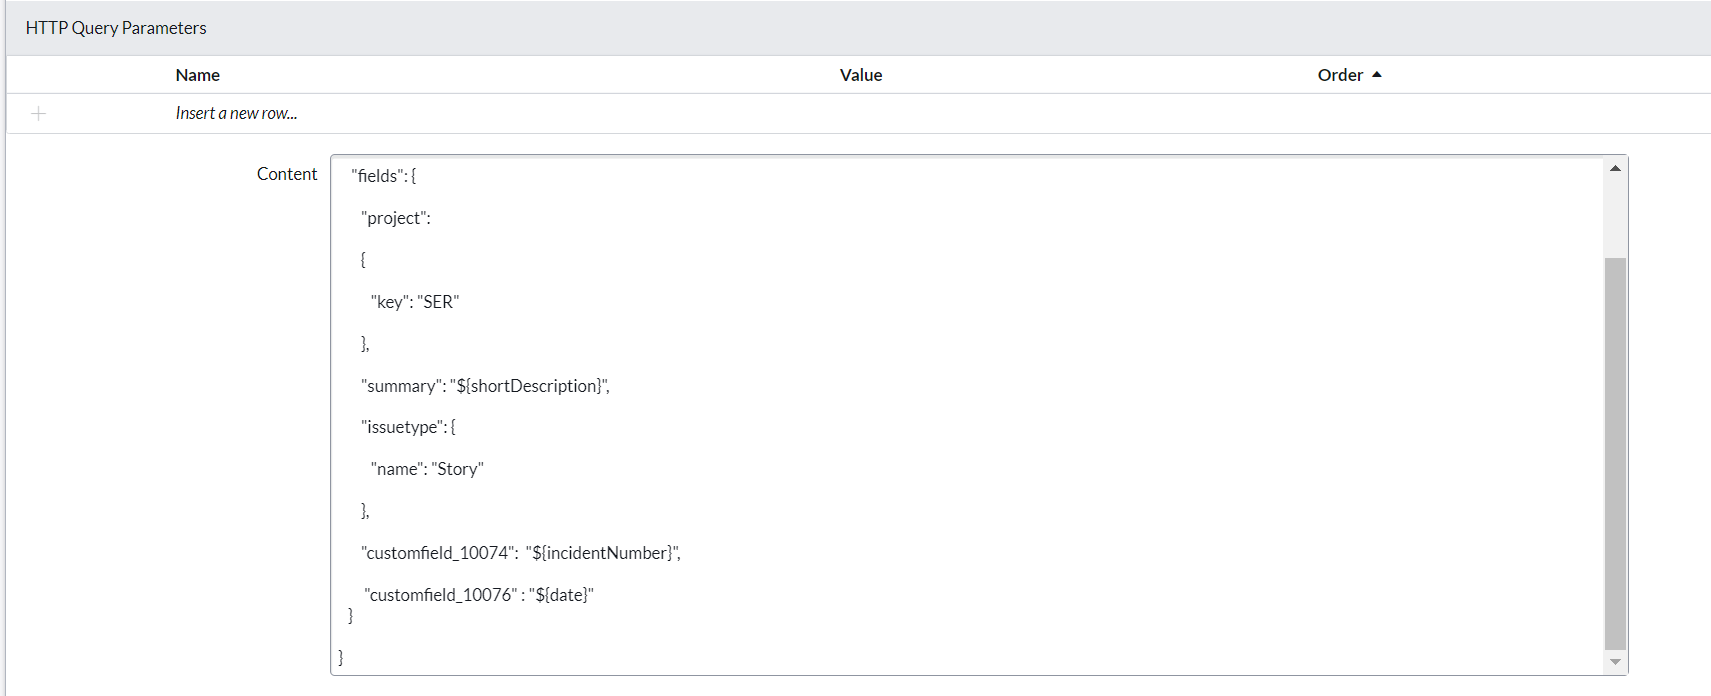 HTTP Query Parameters
Name Value Order
Insert a new row...
Content
"fields": {
"project":
{
"key": "SER"
},
"summary": "${shortDescription}",
"issuetype": {
"name": "Story"
},
"customfield_10074": "${incidentNumber}",
"customfield_10076" : "${date}"
}
}